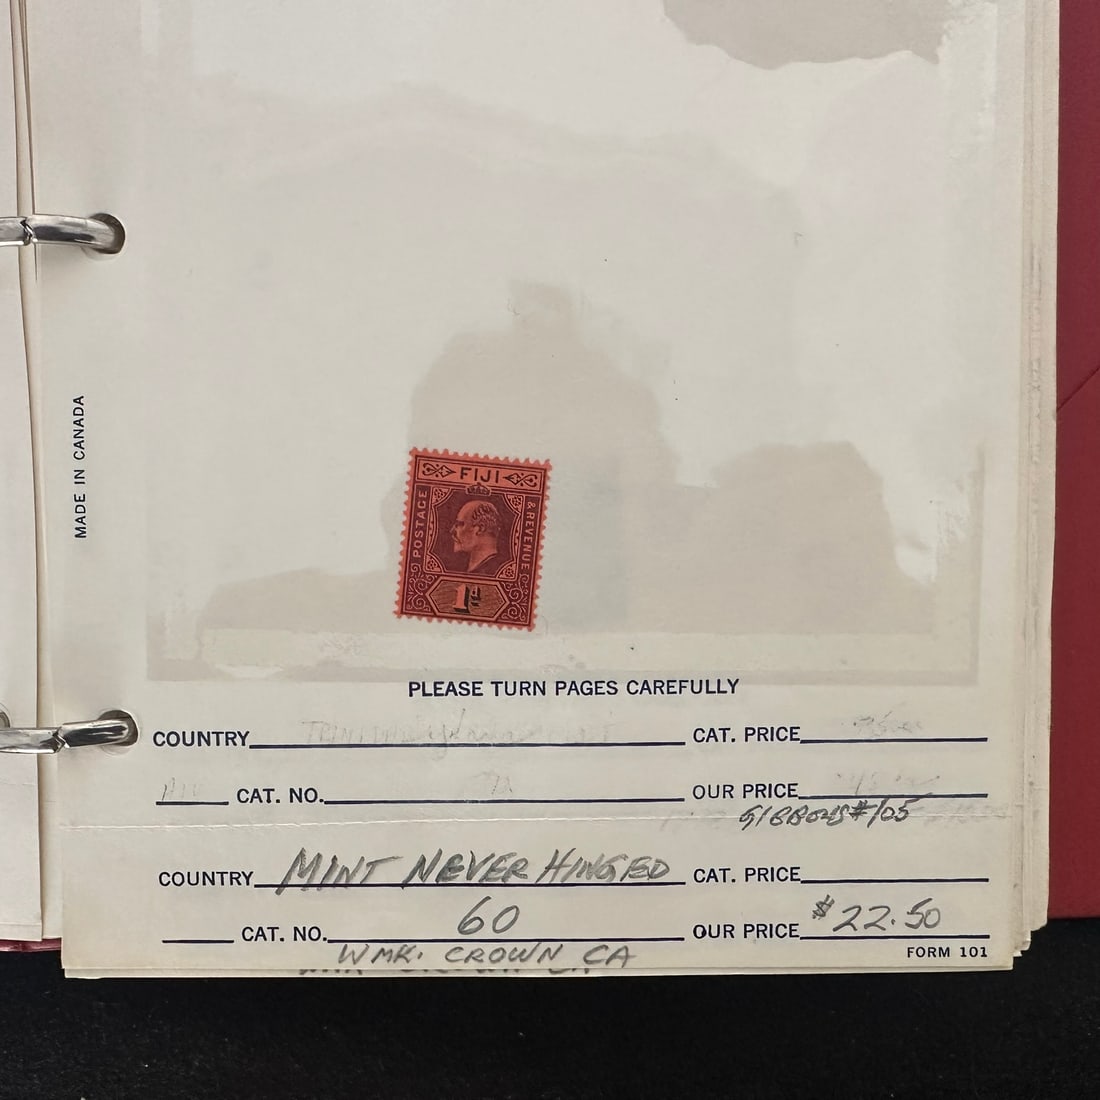 MADE IN CANADA
FIJI
POSTAGE
& REVENUE
1d
PLEASE TURN PAGES CAREFULLY
COUNTRY CAT. PRICE
CAT. NO. OUR PRICE
GIBBONS #105
COUNTRY MINT NEVER HINGED CAT. PRICE
CAT. NO. 60 OUR PRICE $22.50
WMK. CROWN CA
FORM 101